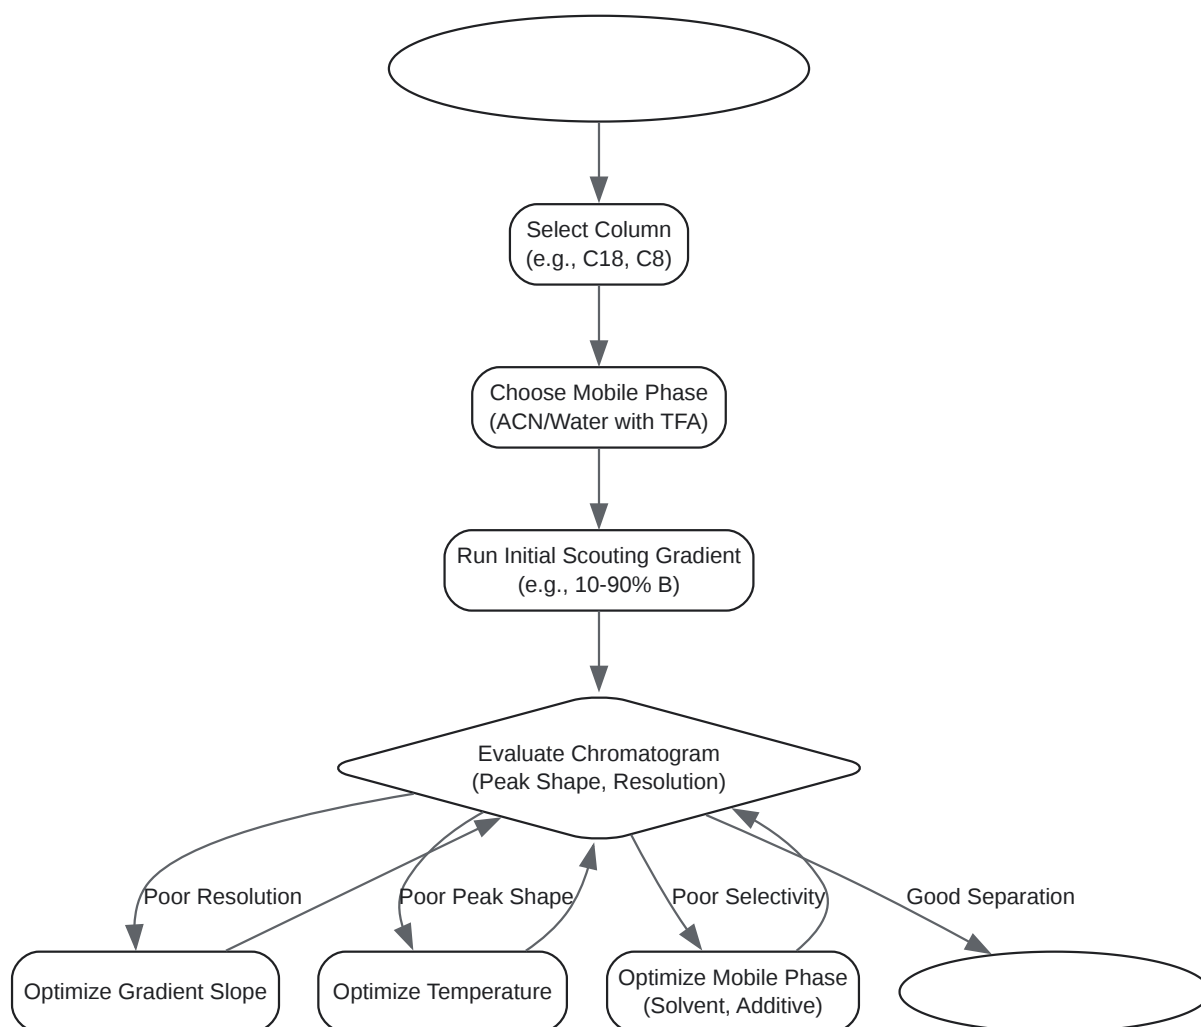 Select Column
(e.g., C18, C8)
Choose Mobile Phase
(ACN/Water with TFA)
Run Initial Scouting Gradient
(e.g., 10-90% B)
Evaluate Chromatogram
(Peak Shape, Resolution)
Poor Resolution
Poor Peak Shape
Poor Selectivity
Good Separation
Optimize Gradient Slope
Optimize Temperature
Optimize Mobile Phase
(Solvent, Additive)